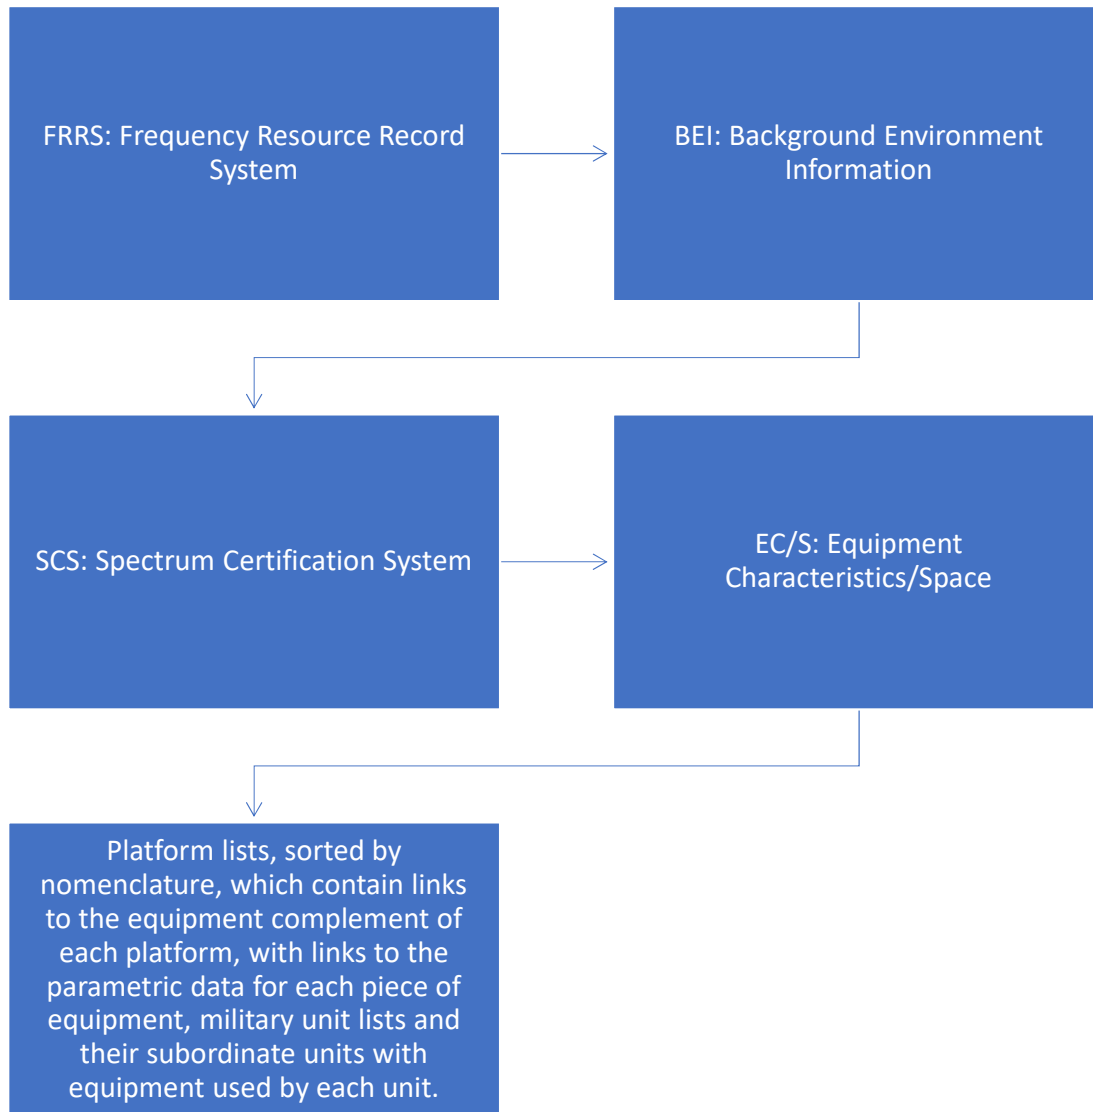 FRRS: Frequency Resource Record
System
BEI: Background Environment
Information
SCS: Spectrum Certification System
EC/S: Equipment
Characteristics/Space
Platform lists, sorted by
nomenclature, which contain links
to the equipment complement of
each platform, with links to the
parametric data for each piece of
equipment, military unit lists and
their subordinate units with
equipment used by each unit.